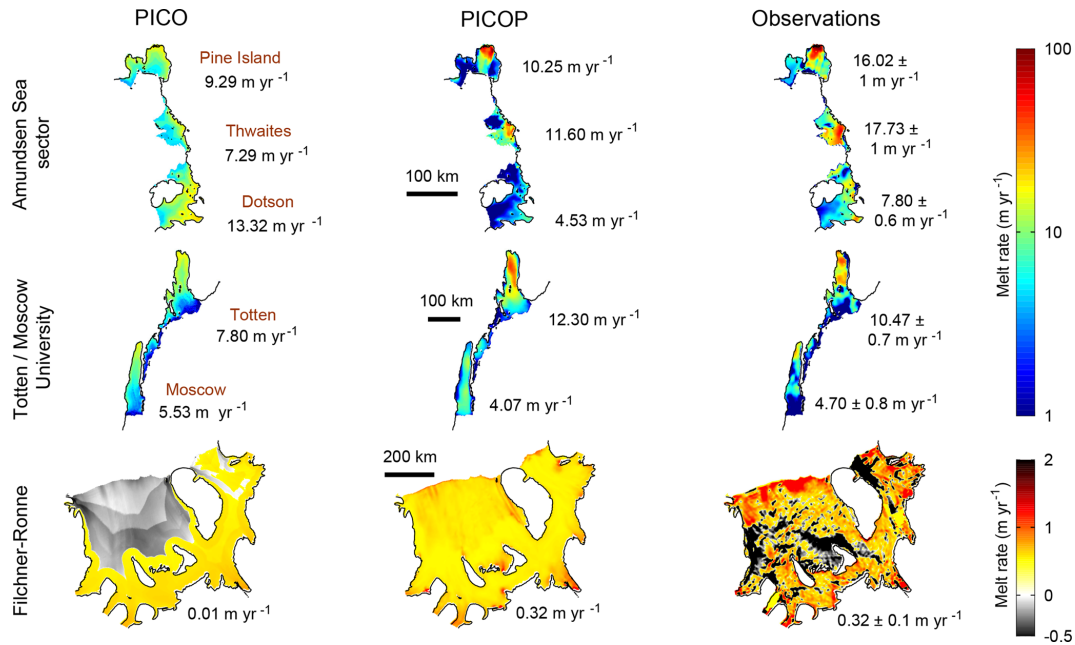 PICO
PICOP
Observations
Amundsen Sea
sector
Pine Island
9.29 m yr -1
10.25 m yr -1
16.02 ±
1 m yr -1
Thwaites
7.29 m yr -1
11.60 m yr -1
17.73 ±
1 m yr -1
100 km
Dotson
13.32 m yr -1
4.53 m yr -1
7.80 ±
0.6 m yr -1
Totten / Moscow
University
100 km
Totten
7.80 m yr -1
12.30 m yr -1
10.47 ±
0.7 m yr -1
Moscow
5.53 m yr -1
4.07 m yr -1
4.70 ± 0.8 m yr -1
100
10
1
Melt rate (m yr-1)
Filchner-Ronne
200 km
0.01 m yr -1
0.32 m yr -1
0.32 ± 0.1 m yr -1
2
1
0
-0.5
Melt rate (m yr-1)